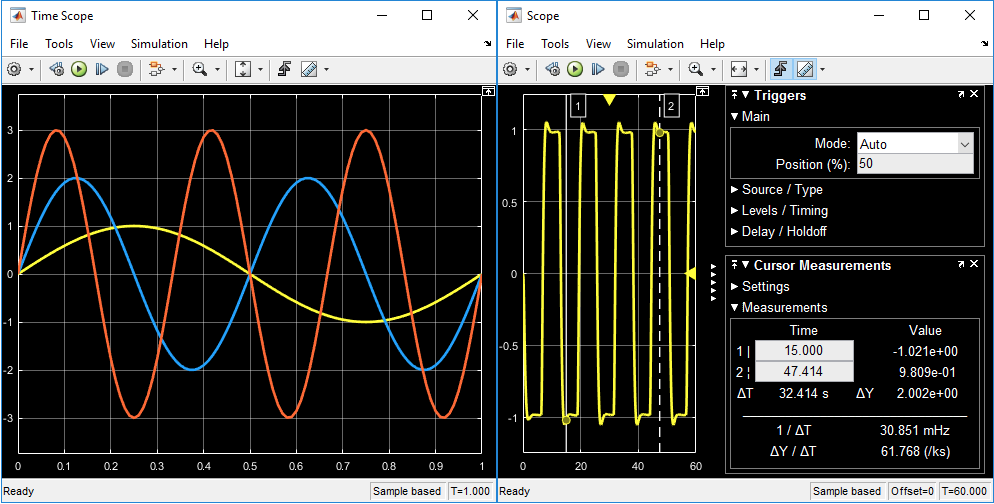 Time Scope
File Tools View Simulation Help
3
2
1
0
-1
-2
-3
0 0.1 0.2 0.3 0.4 0.5 0.6 0.7 0.8 0.9 1
Ready Sample based T=1.000
Scope
File Tools View Simulation Help
1 2
1
0.5
0
-0.5
-1
0 20 40 60
Triggers
Main
Mode: Auto
Position (%): 50
Source / Type
Levels / Timing
Delay / Holdoff
Cursor Measurements
Settings
Measurements
Time Value
1 | 15.000 -1.021e+00
2 ¦ 47.414 9.809e-01
ΔT 32.414 s ΔY 2.002e+00
1 / ΔT 30.851 mHz
ΔY / ΔT 61.768 (/ks)
Ready Sample based Offset=0 T=60.000